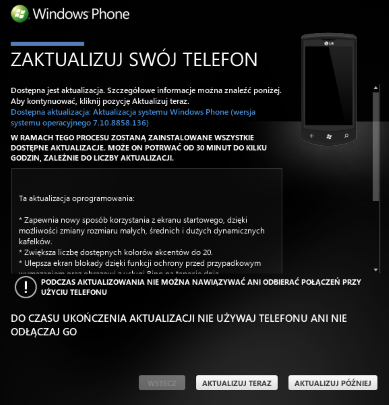 Windows Phone
ZAKTUALIZUJ SWÓJ TELEFON
Dostępna jest aktualizacja. Szczegółowe informacje można znaleźć poniżej.
Aby kontynuować, kliknij pozycję Aktualizuj teraz.
Dostępna aktualizacja: Aktualizacja systemu Windows Phone (wersja
systemu operacyjnego 7.10.8858.136)
W RAMACH TEGO PROCESU ZOSTANĄ ZAINSTALOWANE WSZYSTKIE
DOSTĘPNE AKTUALIZACJE. MOŻE ON POTRWAĆ OD 30 MINUT DO KILKU
GODZIN, ZALEŻNIE DO LICZBY AKTUALIZACJI.
LG
Ta aktualizacja oprogramowania:
* Zapewnia nowy sposób korzystania z ekranu startowego, dzięki
możliwości zmiany rozmiaru małych, średnich i dużych dynamicznych
kafelków.
* Zwiększa liczbę dostępnych kolorów akcentów do 20.
* Ulepsza ekran blokady dzięki funkcji ochrony przed przypadkowym
PODCZAS AKTUALIZOWANIA NIE MOŻNA NAWIĄZYWAĆ ANI ODBIERAĆ POŁĄCZEŃ PRZY
UŻYCIU TELEFONU
DO CZASU UKOŃCZENIA AKTUALIZACJI NIE UŻYWAJ TELEFONU ANI NIE
ODŁĄCZAJ GO
WSTECZ AKTUALIZUJ TERAZ AKTUALIZUJ PÓŹNIEJ